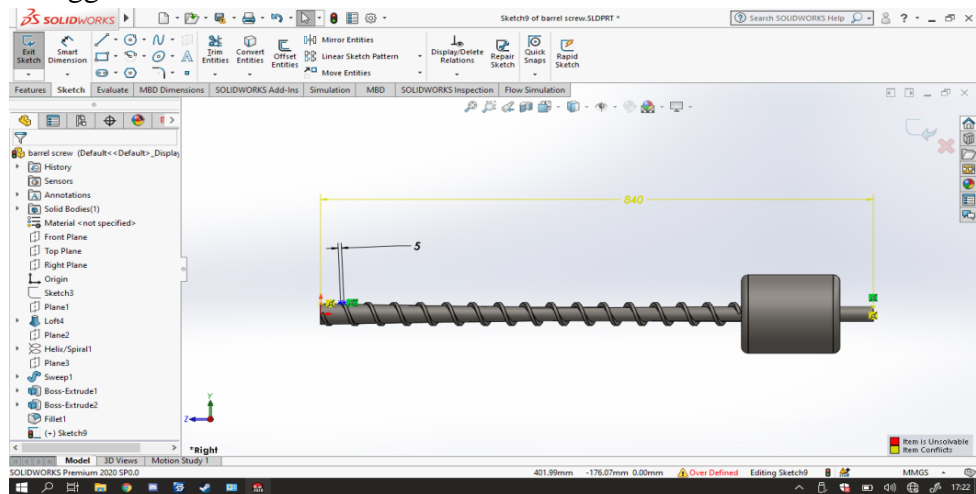 SOLIDWORKS
Sketch9 of barrel screw.SLDPRT *
Search SOLIDWORKS Help
Exit Sketch
Smart Dimension
Trim Entities
Convert Entities
Offset Entities
Mirror Entities
Linear Sketch Pattern
Move Entities
Display/Delete Relations
Repair Sketch
Quick Snaps
Rapid Sketch
Features Sketch Evaluate MBD Dimensions SOLIDWORKS Add-Ins Simulation MBD SOLIDWORKS Inspection Flow Simulation
barrel screw (Default<<Default>_Display
History
Sensors
Annotations
Solid Bodies(1)
Material <not specified>
Front Plane
Top Plane
Right Plane
Origin
Sketch3
Plane1
Loft4
Plane2
Helix/Spiral1
Plane3
Sweep1
Boss-Extrude1
Boss-Extrude2
Fillet1
(+) Sketch9
840
5
Y
Z
*Right
Item is Unsolvable
Item Conflicts
Model 3D Views Motion Study 1
SOLIDWORKS Premium 2020 SP0.0
401.99mm -176.07mm 0.00mm Over Defined Editing Sketch9 MMGS
17:22